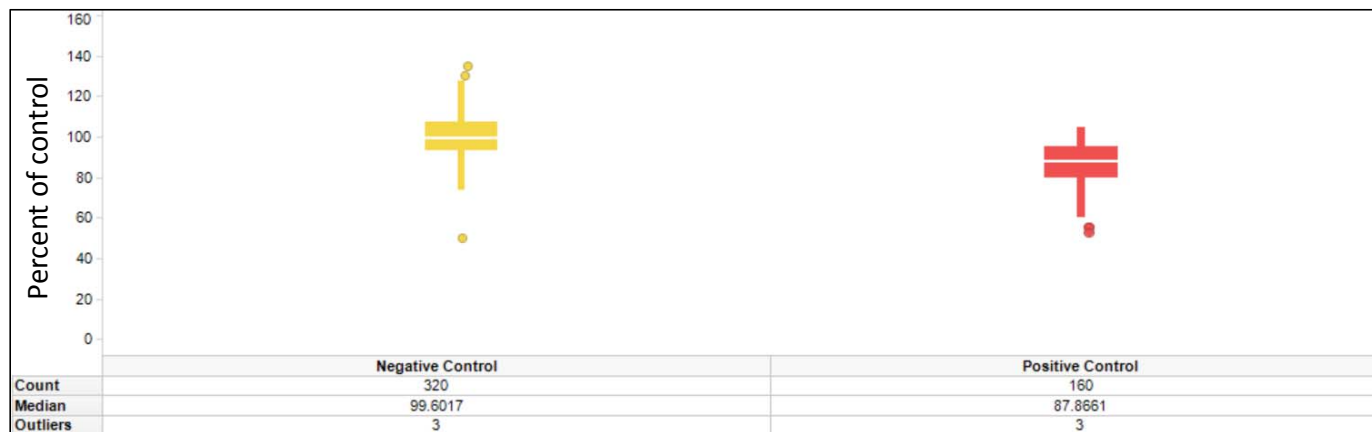 Percent of control
160
140
120
100
80
60
40
20
0
Negative Control Positive Control
Count 320 160
Median 99.6017 87.8661
Outliers 3 3